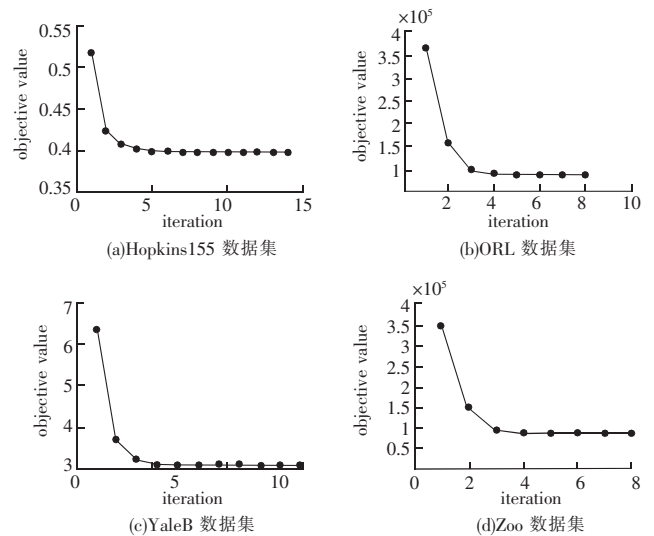 0.55
0.5
0.45
0.4
0.35
0 5 10 15
objective value
iteration
(a)Hopkins155 数据集
×10⁵
4
3.5
3
2.5
2
1.5
1
2 4 6 8 10
objective value
iteration
(b)ORL 数据集
7
6
5
4
3
0 5 10
objective value
iteration
(c)YaleB 数据集
×10⁵
4
3.5
3
2.5
2
1.5
1
0.5
0 2 4 6 8
objective value
iteration
(d)Zoo 数据集